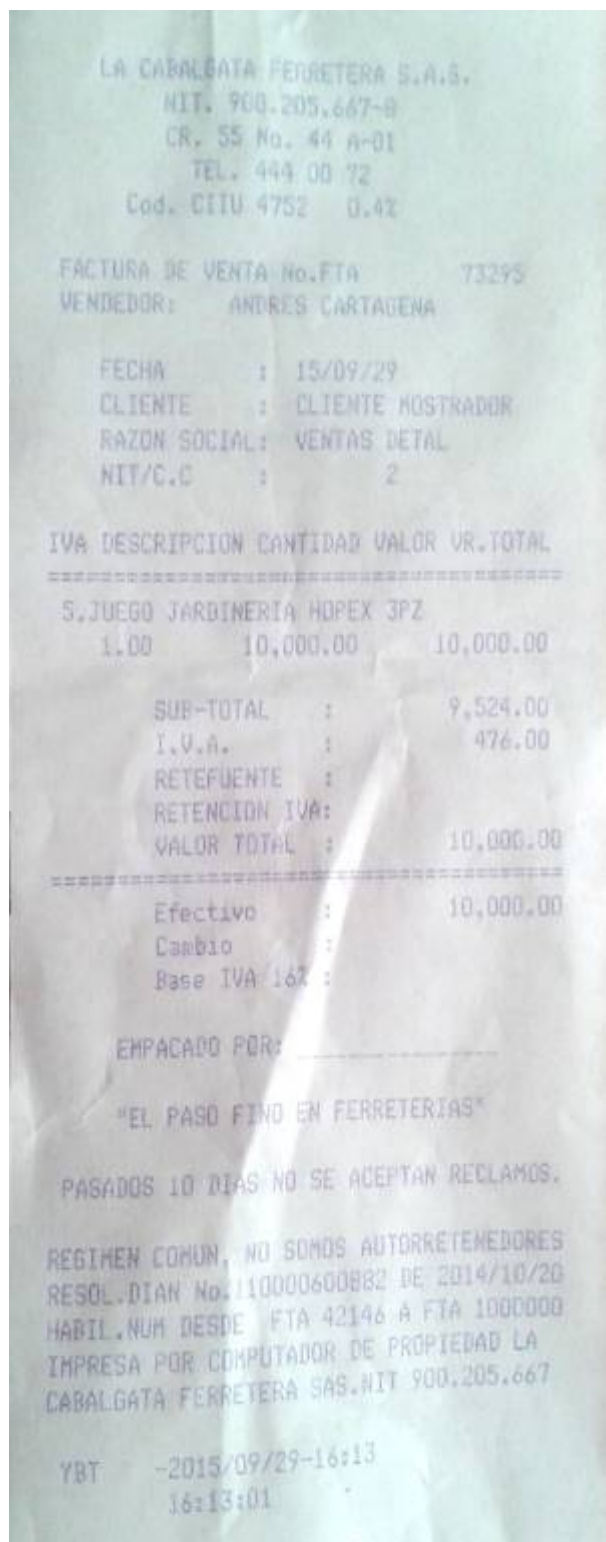 LA CABALGATA FERRETERA S.A.S.
NIT. 900.205.667-8
CR. 55 No. 44 A-01
TEL. 444 00 72
Cod. CIIU 4752 0.4%
FACTURA DE VENTA No.FTA 73295
VENDEDOR: ANDRES CARTAGENA
FECHA : 15/09/29
CLIENTE : CLIENTE MOSTRADOR
RAZON SOCIAL: VENTAS DETAL
NIT/C.C : 2
IVA DESCRIPCION CANTIDAD VALOR VR.TOTAL
========================================
5.JUEGO JARDINERIA HOPEX 3PZ
1.00 10,000.00 10,000.00
SUB-TOTAL : 9,524.00
I.V.A. : 476.00
RETEFUENTE :
RETENCION IVA:
VALOR TOTAL : 10,000.00
========================================
Efectivo : 10,000.00
Cambio :
Base IVA 16% :
EMPACADO POR: _______________
"EL PASO FINO EN FERRETERIAS"
PASADOS 10 DIAS NO SE ACEPTAN RECLAMOS.
REGIMEN COMUN, NO SOMOS AUTORRETENEDORES
RESOL.DIAN No.110000600882 DE 2014/10/20
HABIL.NUM DESDE FTA 42146 A FTA 1000000
IMPRESA POR COMPUTADOR DE PROPIEDAD LA
CABALGATA FERRETERA SAS.NIT 900.205.667
YBT -2015/09/29-16:13
16:13:01